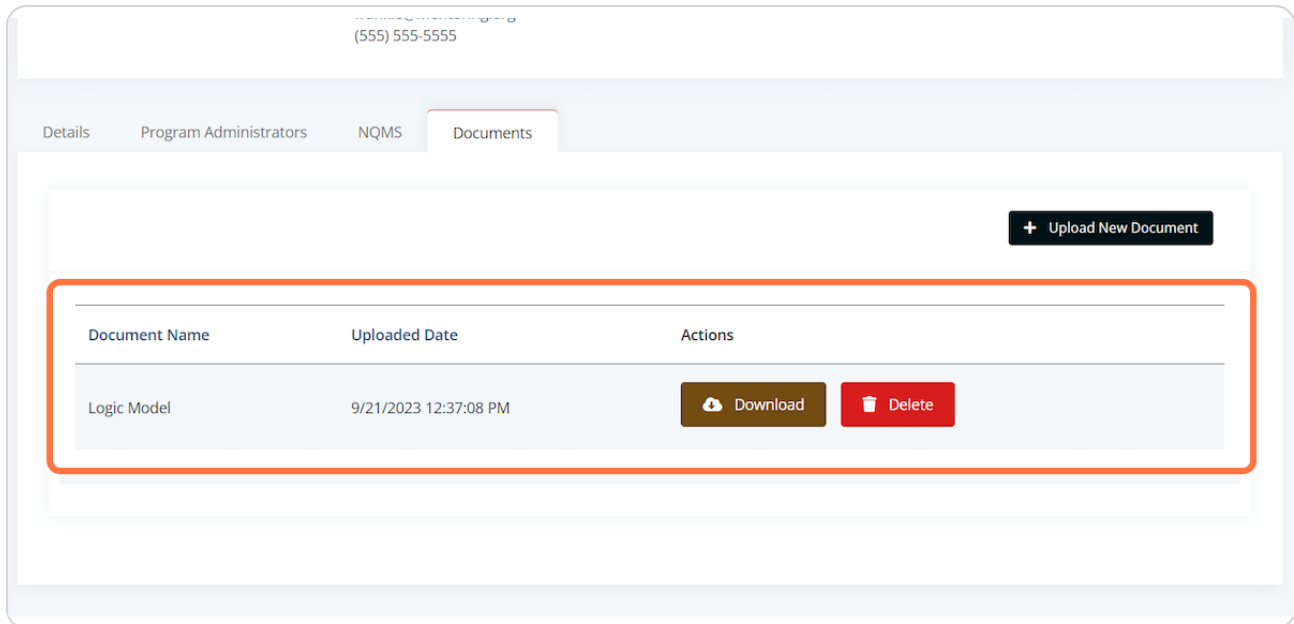 (555) 555-5555
Details Program Administrators NQMS Documents
+ Upload New Document
Document Name Uploaded Date Actions
Logic Model 9/21/2023 12:37:08 PM Download Delete